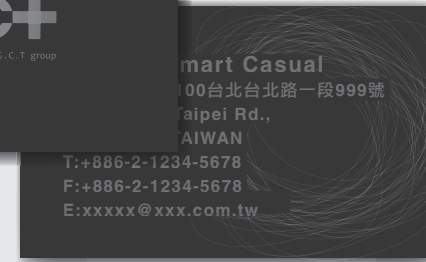 C+
G.C.T group
mart Casual
100台北台北路一段999號
Taipei Rd.,
TAIWAN
T:+886-2-1234-5678
F:+886-2-1234-5678
E:xxxxx@xxx.com.tw